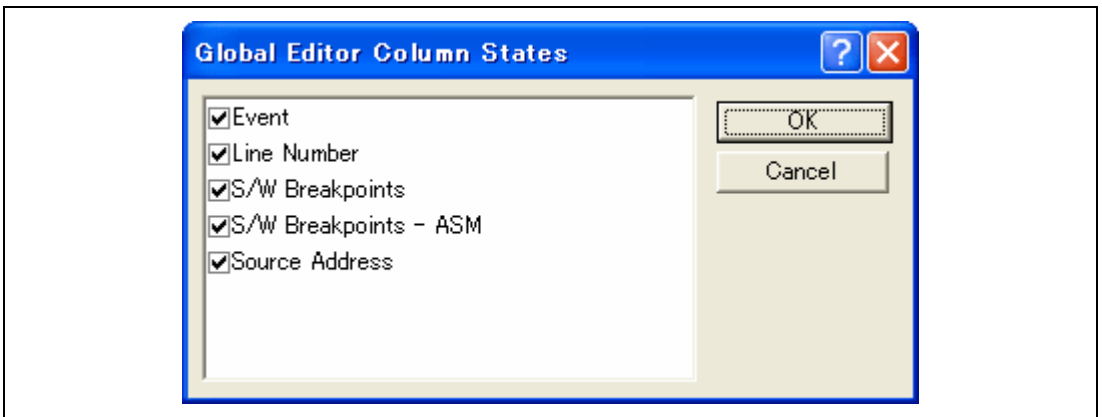 Global Editor Column States
Event
OK
Line Number
Cancel
S/W Breakpoints
S/W Breakpoints - ASM
Source Address